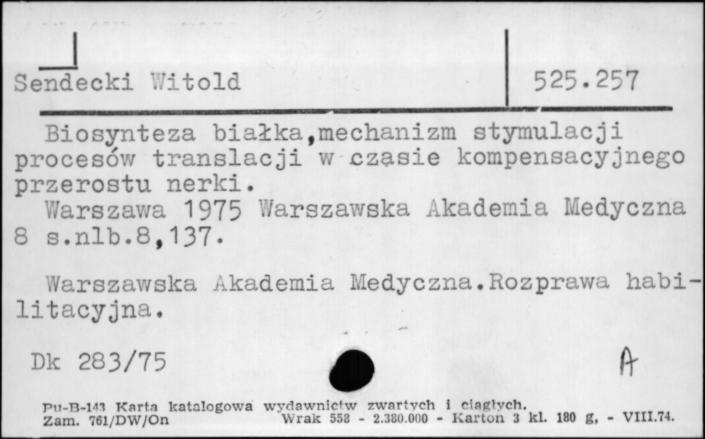 Sendecki Witold 525.257
Biosynteza białka,mechanizm stymulacji
procesów translacji w czasie kompensacyjnego
przerostu nerki.
Warszawa 1975 Warszawska Akademia Medyczna
8 s.nlb.8,137.
Warszawska Akademia Medyczna.Rozprawa habi-
litacyjna.
Dk 283/75 A
Pu-B-143 Karta katalogowa wydawnictw zwartych i ciągłych.
Zam. 761/DW/On Wrak 558 - 2.380.000 - Karton 3 kl. 180 g, - VIII.74.